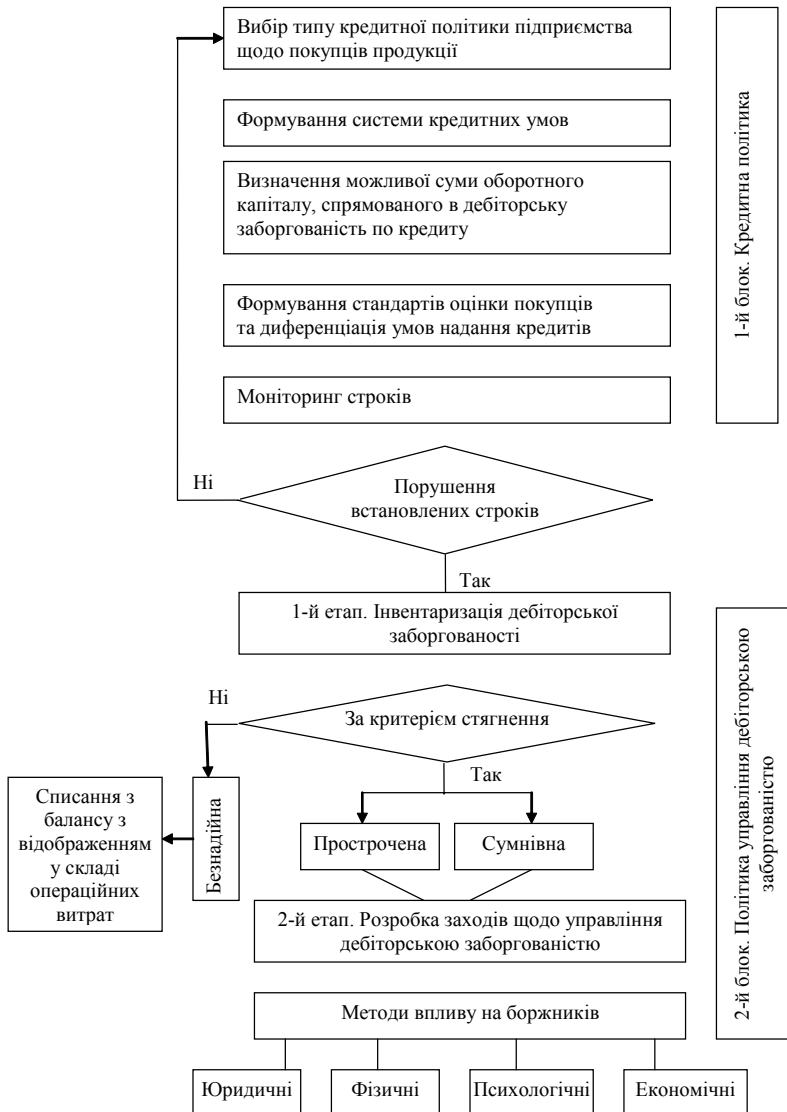 Вибір типу кредитної політики підприємства
щодо покупців продукції
Формування системи кредитних умов
Визначення можливої суми оборотного
капіталу, спрямованого в дебіторську
заборгованість по кредиту
Формування стандартів оцінки покупців
та диференціація умов надання кредитів
Моніторинг строків
1-й блок. Кредитна політика
Ні
Порушення
встановлених строків
Так
1-й етап. Інвентаризація дебіторської
заборгованості
Ні
За критерієм стягнення
Так
Списання з
балансу з
відображенням
у складі
операційних
витрат
Безнадійна
Прострочена
Сумнівна
2-й етап. Розробка заходів щодо управління
дебіторською заборгованістю
Методи впливу на боржників
2-й блок. Політика управління дебіторською
заборгованістю
Юридичні
Фізичні
Психологічні
Економічні